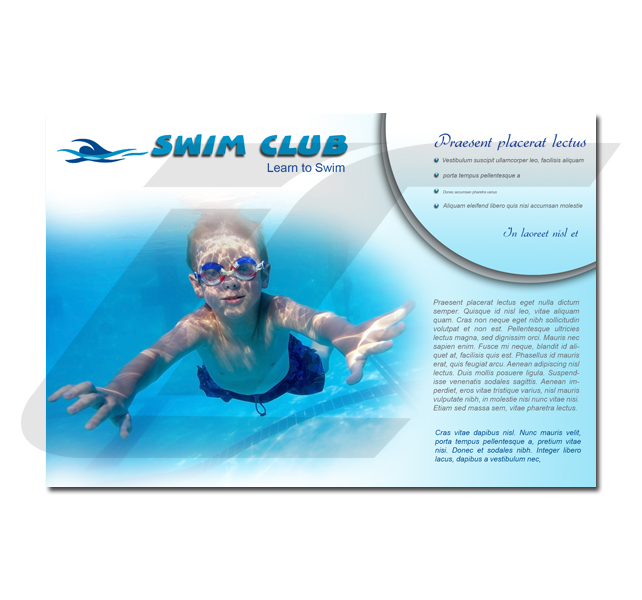 SWIM CLUB
Learn to Swim
Praesent placerat lectus
Vestibulum suscipit ullamcorper leo, facilisis aliquam
porta tempus pellentesque a
Donec accumsan pharetra varius
Aliquam eleifend libero quis nisl accumsan molestie
In laoreet nisl et
Praesent placerat lectus eget nulla dictum
semper. Quisque id nisl leo, vitae aliquam
quam. Cras non neque eget nibh sollicitudin
volutpat et non est. Pellentesque ultricies
lectus magna, sed dignissim orci. Mauris nec
sapien enim. Fusce mi neque, blandit id ali-
quet at, facilisis quis est. Phasellus id mauris
erat, quis feugiat arcu. Aenean adipiscing nisl
lectus. Duis mollis posuere ligula. Suspend-
isse venenatis sodales sagittis. Aenean im-
perdiet, eros vitae tristique varius, nisl mauris
vulputate nibh, in molestie nisi nunc vitae nisi.
Etiam sed massa sem, vitae pharetra lectus.
Cras vitae dapibus nisl. Nunc mauris velit,
porta tempus pellentesque a, pretium vitae
nisi. Donec et sodales nibh. Integer libero
lacus, dapibus a vestibulum nec,